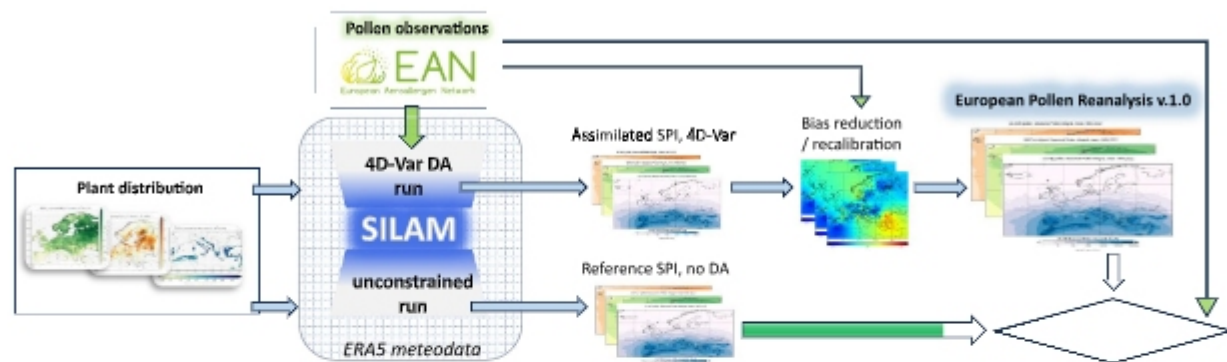 Pollen observations
EAN
European Aeroallergen Network
Plant distribution
4D-Var DA
run
SILAM
unconstrained
run
ERA5 meteodata
Assimilated SPI, 4D-Var
Reference SPI, no DA
Bias reduction
/ recalibration
European Pollen Reanalysis v.1.0